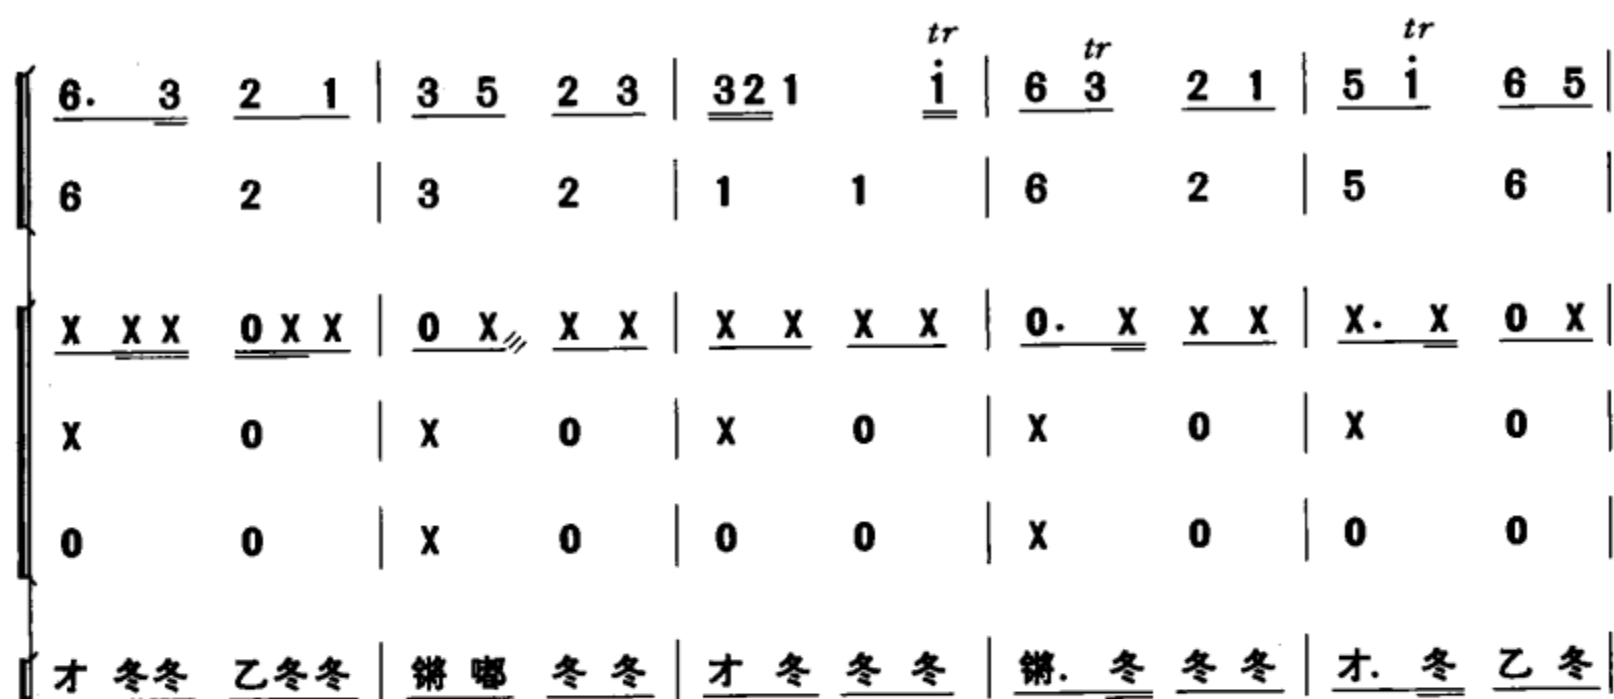 tr tr tr
6. 3 2 1 | 3 5 2 3 | 3 2 1 i | 6 3 2 1 | 5 i 6 5 |
6 2 | 3 2 | 1 1 | 6 2 | 5 6 |
X X X 0 X X | 0 X X X | X X X X | 0. X X X | X. X 0 X |
X 0 | X 0 | X 0 | X 0 | X 0 |
0 0 | X 0 | 0 0 | X 0 | 0 0 |
才 冬冬 乙冬冬 | 锵 嘟 冬 冬 | 才 冬 冬 冬 | 锵. 冬 冬 冬 | 才. 冬 乙 冬 |